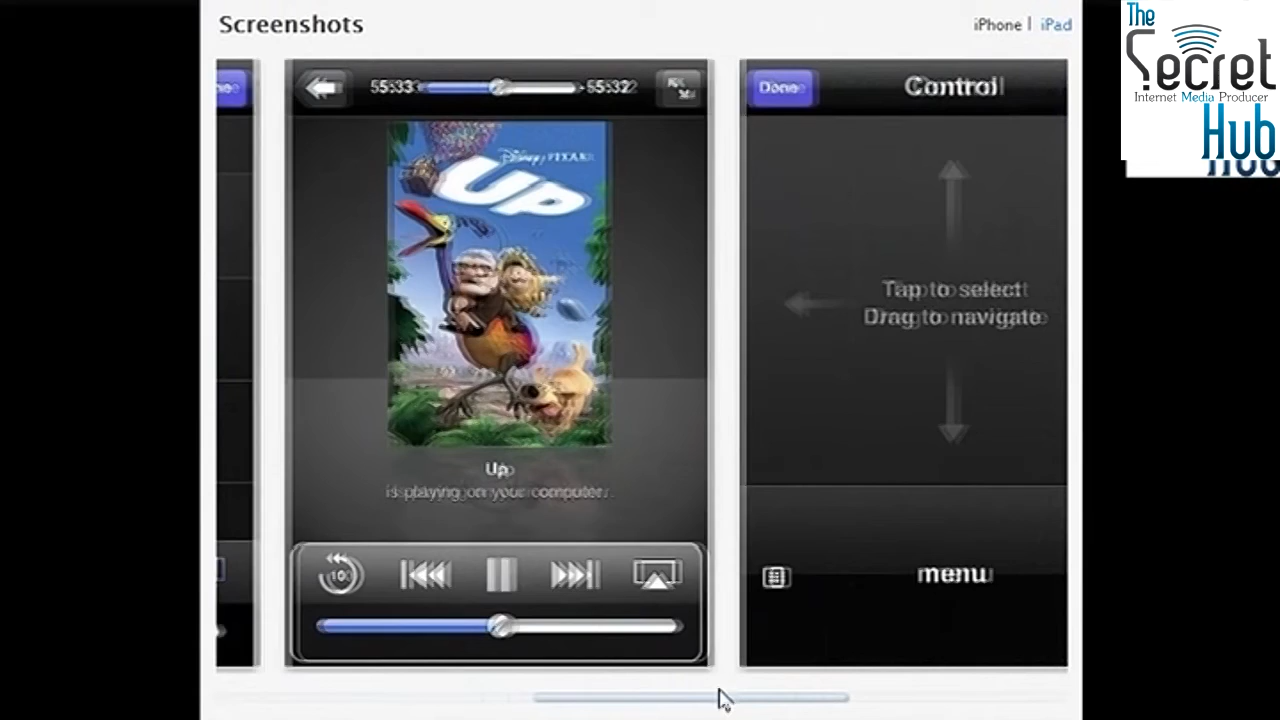 Screenshots
iPhone | iPad
The
Secret
Internet Media Producer
Hub
Done
Control
DISNEY PIXAR
UP
Tap to select
Drag to navigate
Up
is playing on your computer.
10
menu